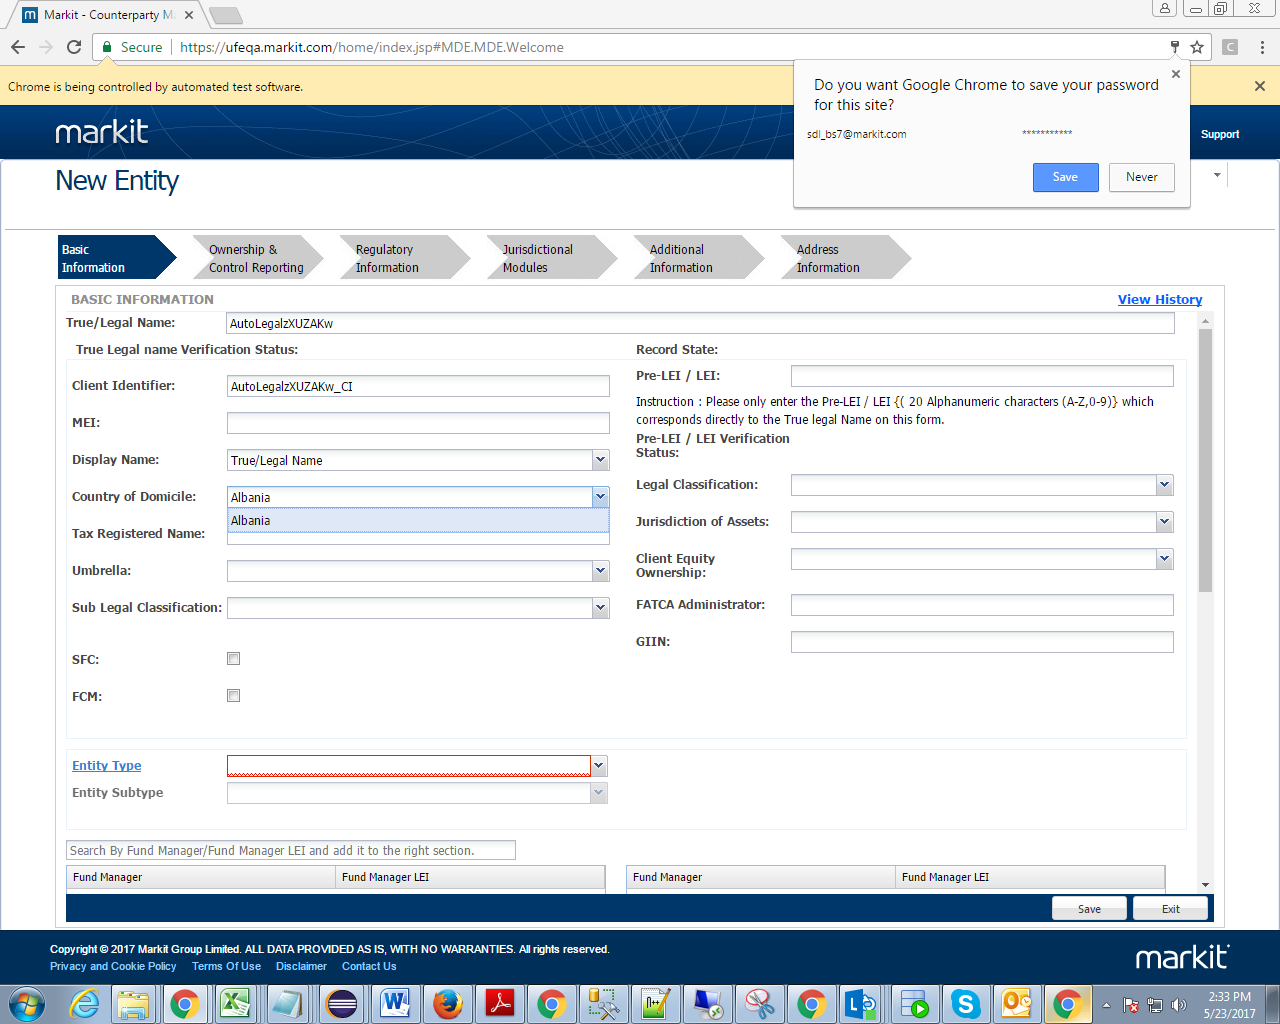 Markit - Counterparty Ma
Secure
https://ufeqa.markit.com/home/index.jsp#MDE.MDE.Welcome
C
Chrome is being controlled by automated test software.
Do you want Google Chrome to save your password
for this site?
sdl_bs7@markit.com ***********
Save Never
markit
Support
New Entity
Basic
Information
Ownership &
Control Reporting
Regulatory
Information
Jurisdictional
Modules
Additional
Information
Address
Information
BASIC INFORMATION
View History
True/Legal Name: AutoLegalzXUZAKw
True Legal name Verification Status:
Record State:
Client Identifier: AutoLegalzXUZAKw_CI
Pre-LEI / LEI:
Instruction : Please only enter the Pre-LEI / LEI {( 20 Alphanumeric characters (A-Z,0-9)} which
corresponds directly to the True legal Name on this form.
MEI:
Pre-LEI / LEI Verification
Status:
Display Name: True/Legal Name
Legal Classification:
Country of Domicile: Albania
Albania
Jurisdiction of Assets:
Tax Registered Name:
Client Equity
Ownership:
Umbrella:
FATCA Administrator:
Sub Legal Classification:
GIIN:
SFC:
FCM:
Entity Type
Entity Subtype
Search By Fund Manager/Fund Manager LEI and add it to the right section.
Fund Manager Fund Manager LEI Fund Manager Fund Manager LEI
Save Exit
Copyright © 2017 Markit Group Limited. ALL DATA PROVIDED AS IS, WITH NO WARRANTIES. All rights reserved.
Privacy and Cookie Policy Terms Of Use Disclaimer Contact Us
markit
2:33 PM
5/23/2017